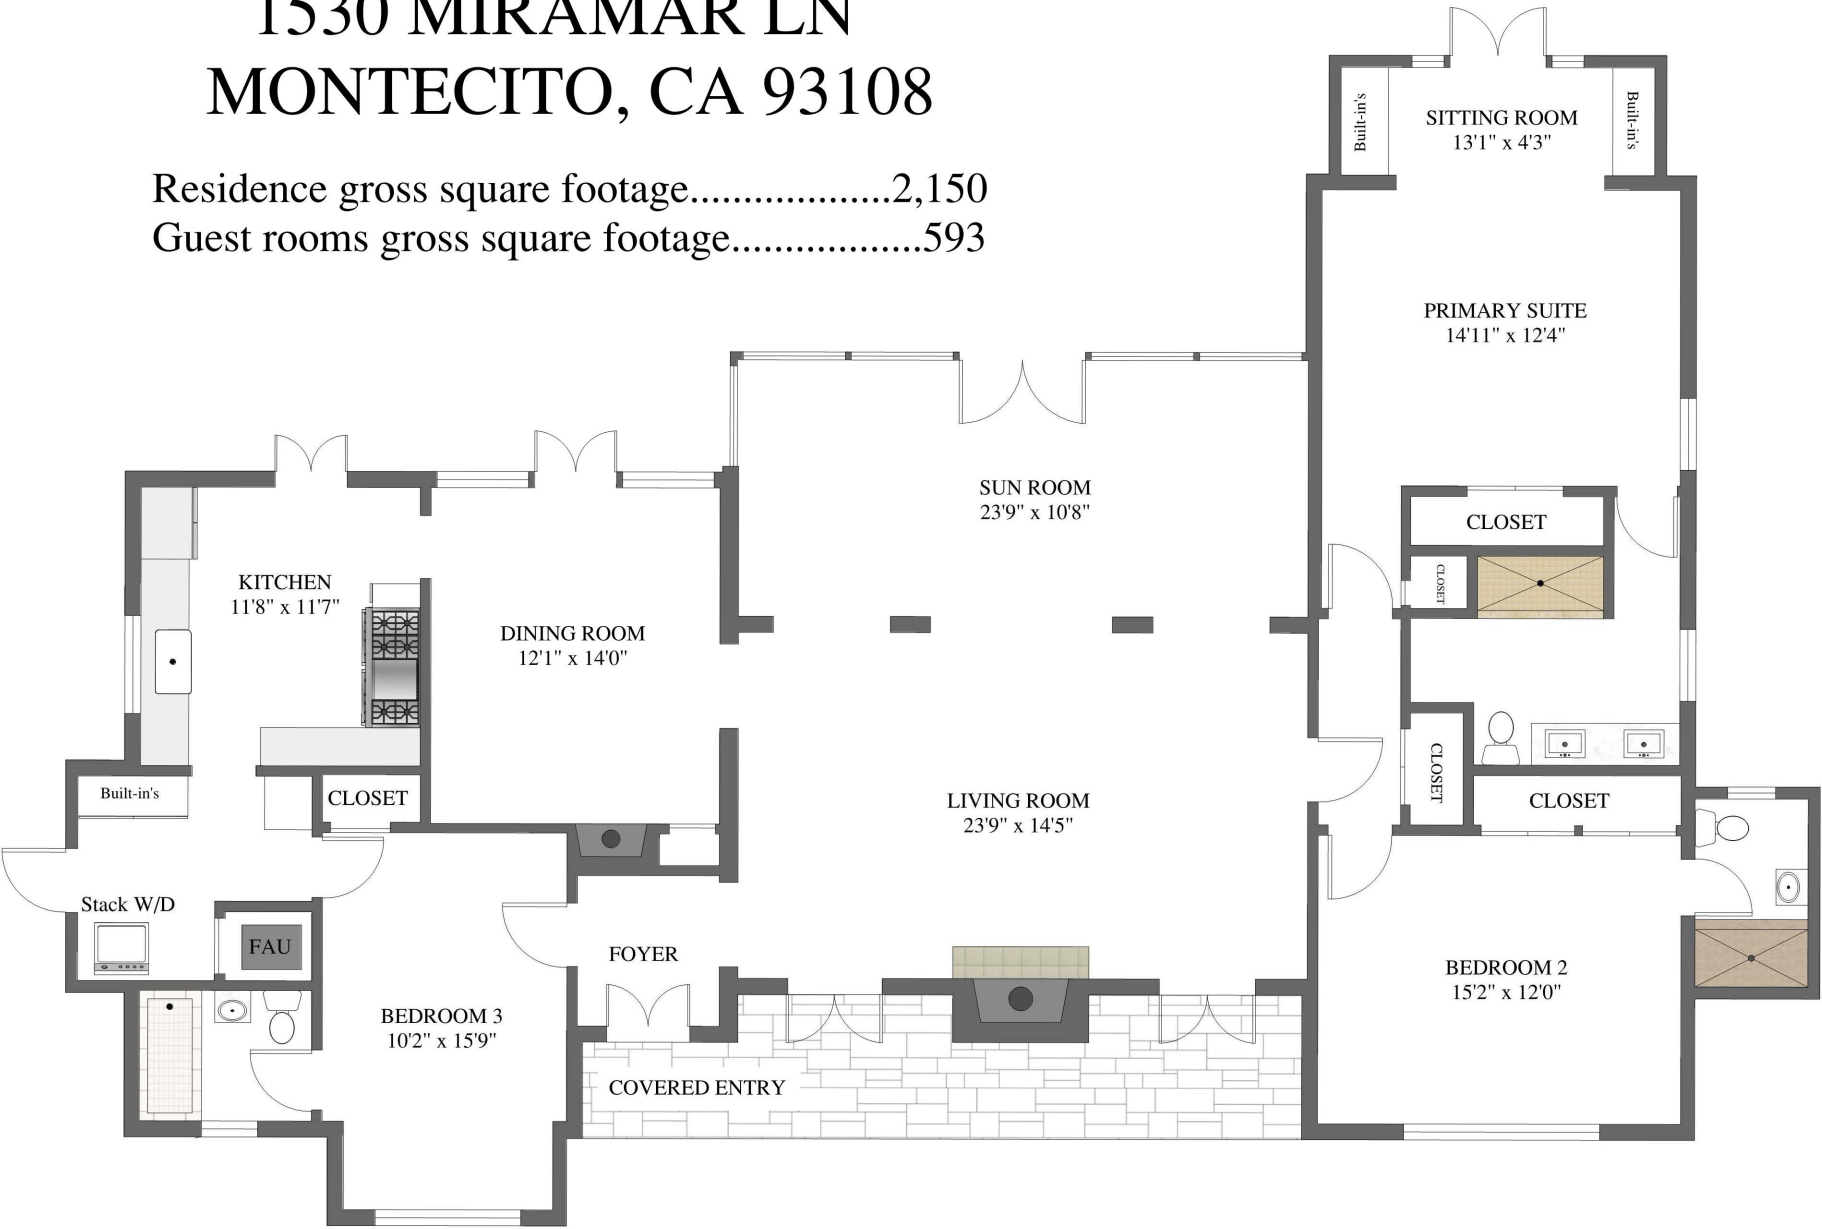 1530 MIRAMAR LN
MONTECITO, CA 93108
Residence gross square footage...................2,150
Guest rooms gross square footage..................593
Built-in's
SITTING ROOM
13'1" x 4'3"
Built-in's
PRIMARY SUITE
14'11" x 12'4"
SUN ROOM
23'9" x 10'8"
CLOSET
CLOSET
KITCHEN
11'8" x 11'7"
DINING ROOM
12'1" x 14'0"
Built-in's
CLOSET
LIVING ROOM
23'9" x 14'5"
CLOSET
CLOSET
Stack W/D
FAU
FOYER
BEDROOM 2
15'2" x 12'0"
BEDROOM 3
10'2" x 15'9"
COVERED ENTRY